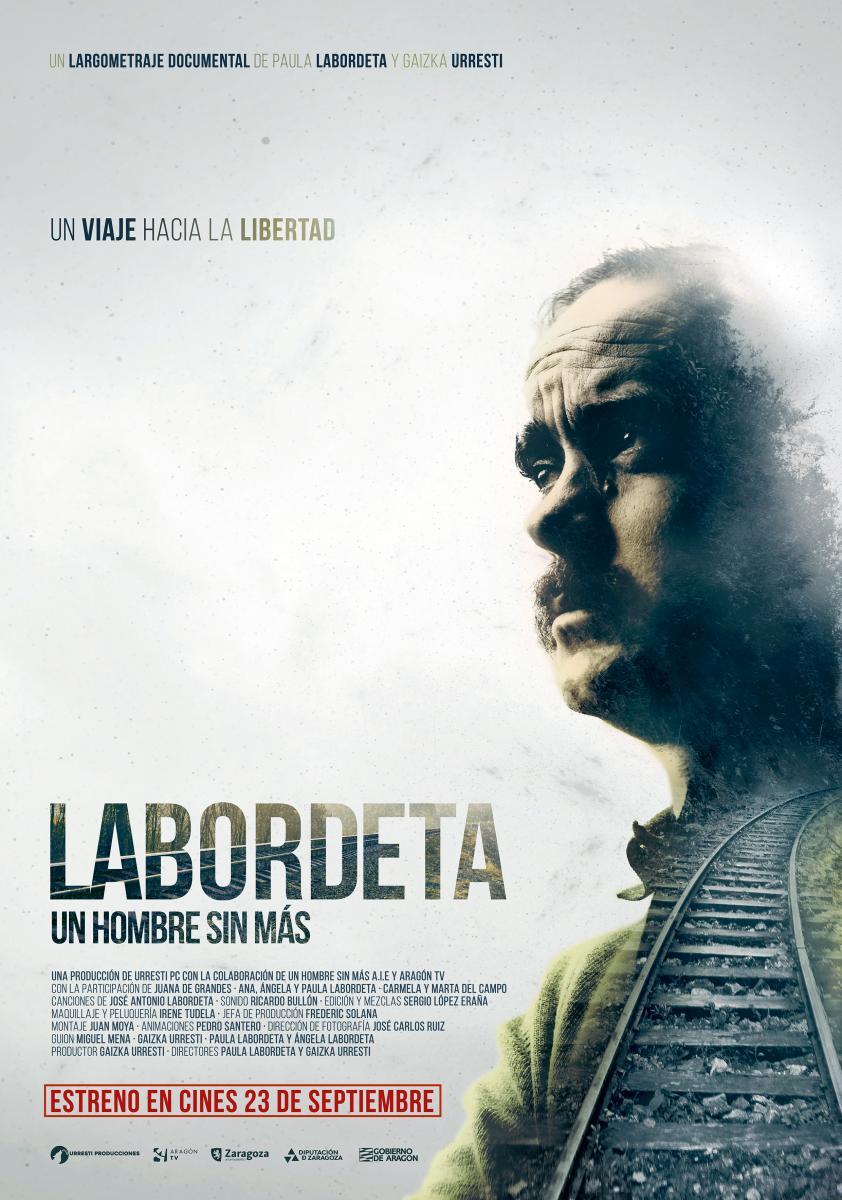 UN LARGOMETRAJE DOCUMENTAL DE PAULA LABORDETA Y GAIZKA URRESTI
UN VIAJE HACIA LA LIBERTAD
LABORDETA
UN HOMBRE SIN MÁS
UNA PRODUCCIÓN DE URRESTI PC CON LA COLABORACIÓN DE UN HOMBRE SIN MÁS A.I.E Y ARAGÓN TV
CON LA PARTICIPACIÓN DE JUANA DE GRANDES · ANA, ÁNGELA Y PAULA LABORDETA · CARMELA Y MARTA DEL CAMPO
CANCIONES DE JOSÉ ANTONIO LABORDETA · SONIDO RICARDO BULLÓN · EDICIÓN Y MEZCLAS SERGIO LÓPEZ ERAÑA
MAQUILLAJE Y PELUQUERÍA IRENE TUDELA · JEFA DE PRODUCCIÓN FREDERIC SOLANA
MONTAJE JUAN MOYA · ANIMACIONES PEDRO SANTERO · DIRECCIÓN DE FOTOGRAFÍA JOSÉ CARLOS RUIZ
GUION MIGUEL MENA · GAIZKA URRESTI · PAULA LABORDETA Y ÁNGELA LABORDETA
PRODUCTOR GAIZKA URRESTI · DIRECTORES PAULA LABORDETA Y GAIZKA URRESTI
ESTRENO EN CINES 23 DE SEPTIEMBRE
URRESTI PRODUCCIONES
ARAGÓN TV
Zaragoza
DIPUTACIÓN D ZARAGOZA
GOBIERNO DE ARAGON